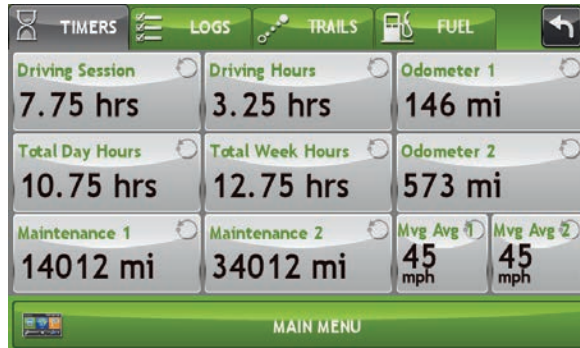 TIMERS LOGS TRAILS FUEL
Driving Session Driving Hours Odometer 1
7.75 hrs 3.25 hrs 146 mi
Total Day Hours Total Week Hours Odometer 2
10.75 hrs 12.75 hrs 573 mi
Maintenance 1 Maintenance 2 Mvg Avg 1 Mvg Avg 2
14012 mi 34012 mi 45 mph 45 mph
MAIN MENU